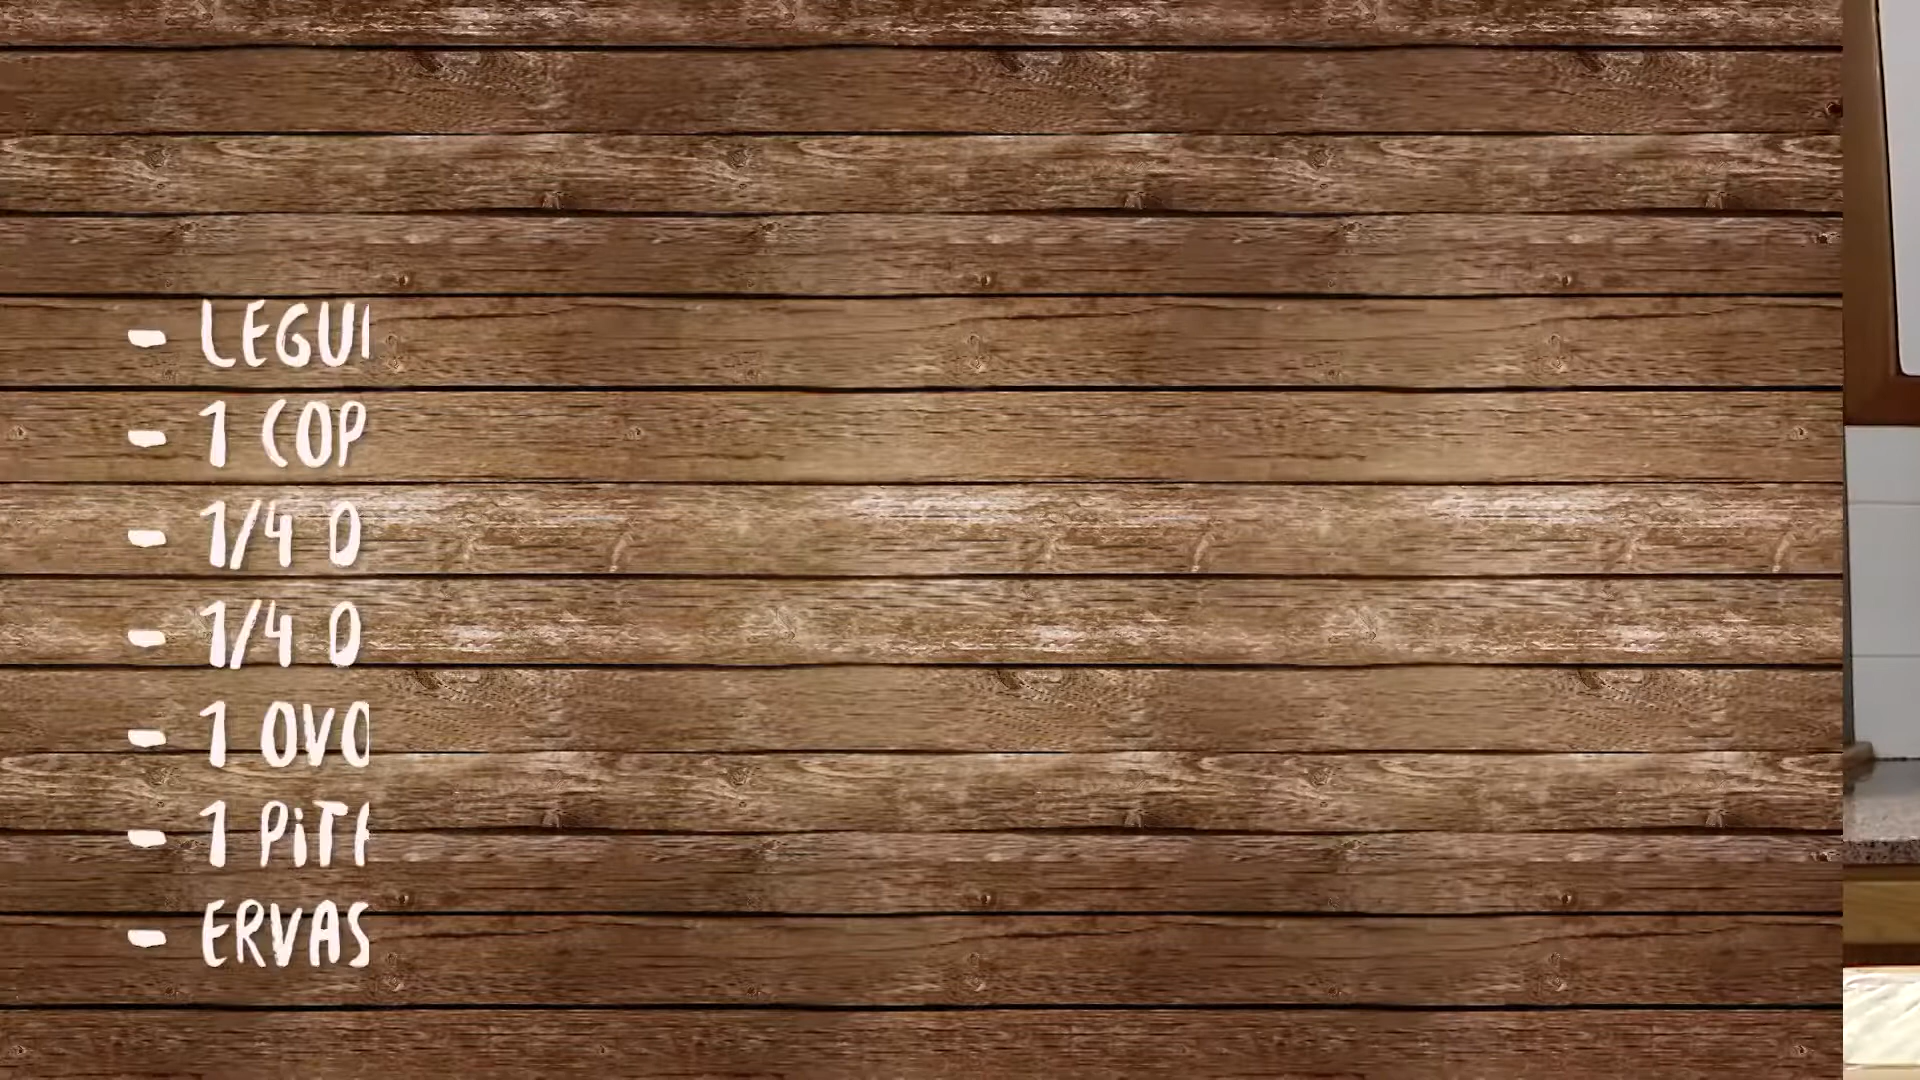 - LEGU
- 1 COP
- 1/4 D
- 1/4 D
- 1 OVO
- 1 PIT
- ERVAS